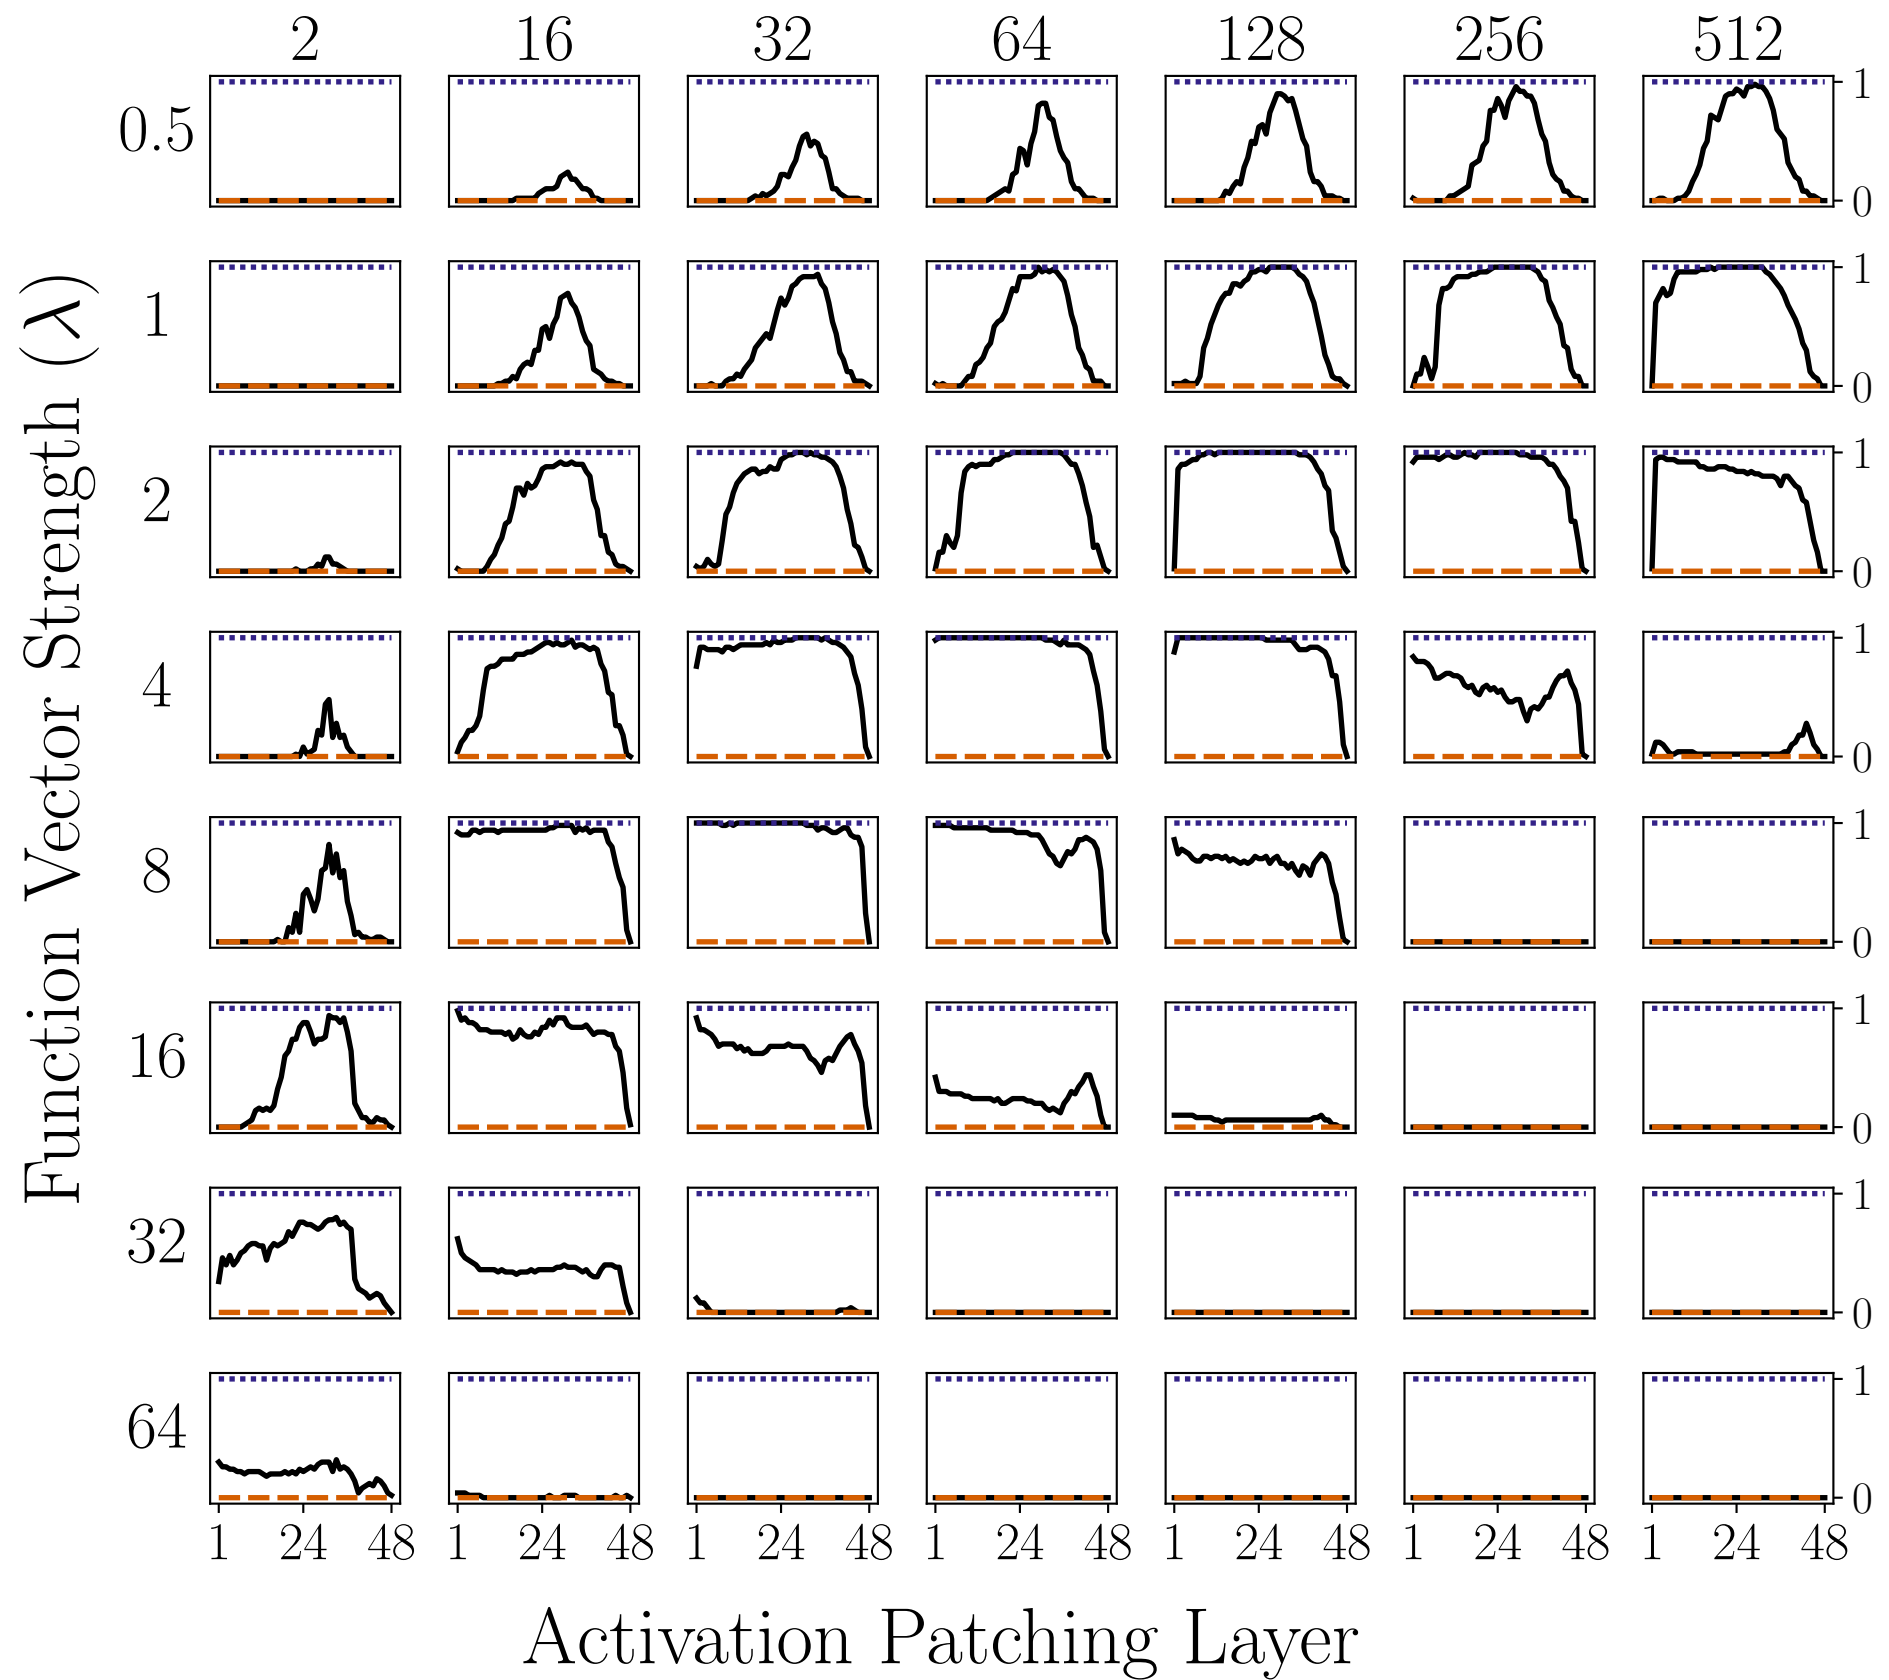 2 16 32 64 128 256 512
Function Vector Strength (λ)
0.5 1 0
1 1 0
2 1 0
4 1 0
8 1 0
16 1 0
32 1 0
64 1 0
1 24 48 1 24 48 1 24 48 1 24 48 1 24 48 1 24 48 1 24 48
Activation Patching Layer